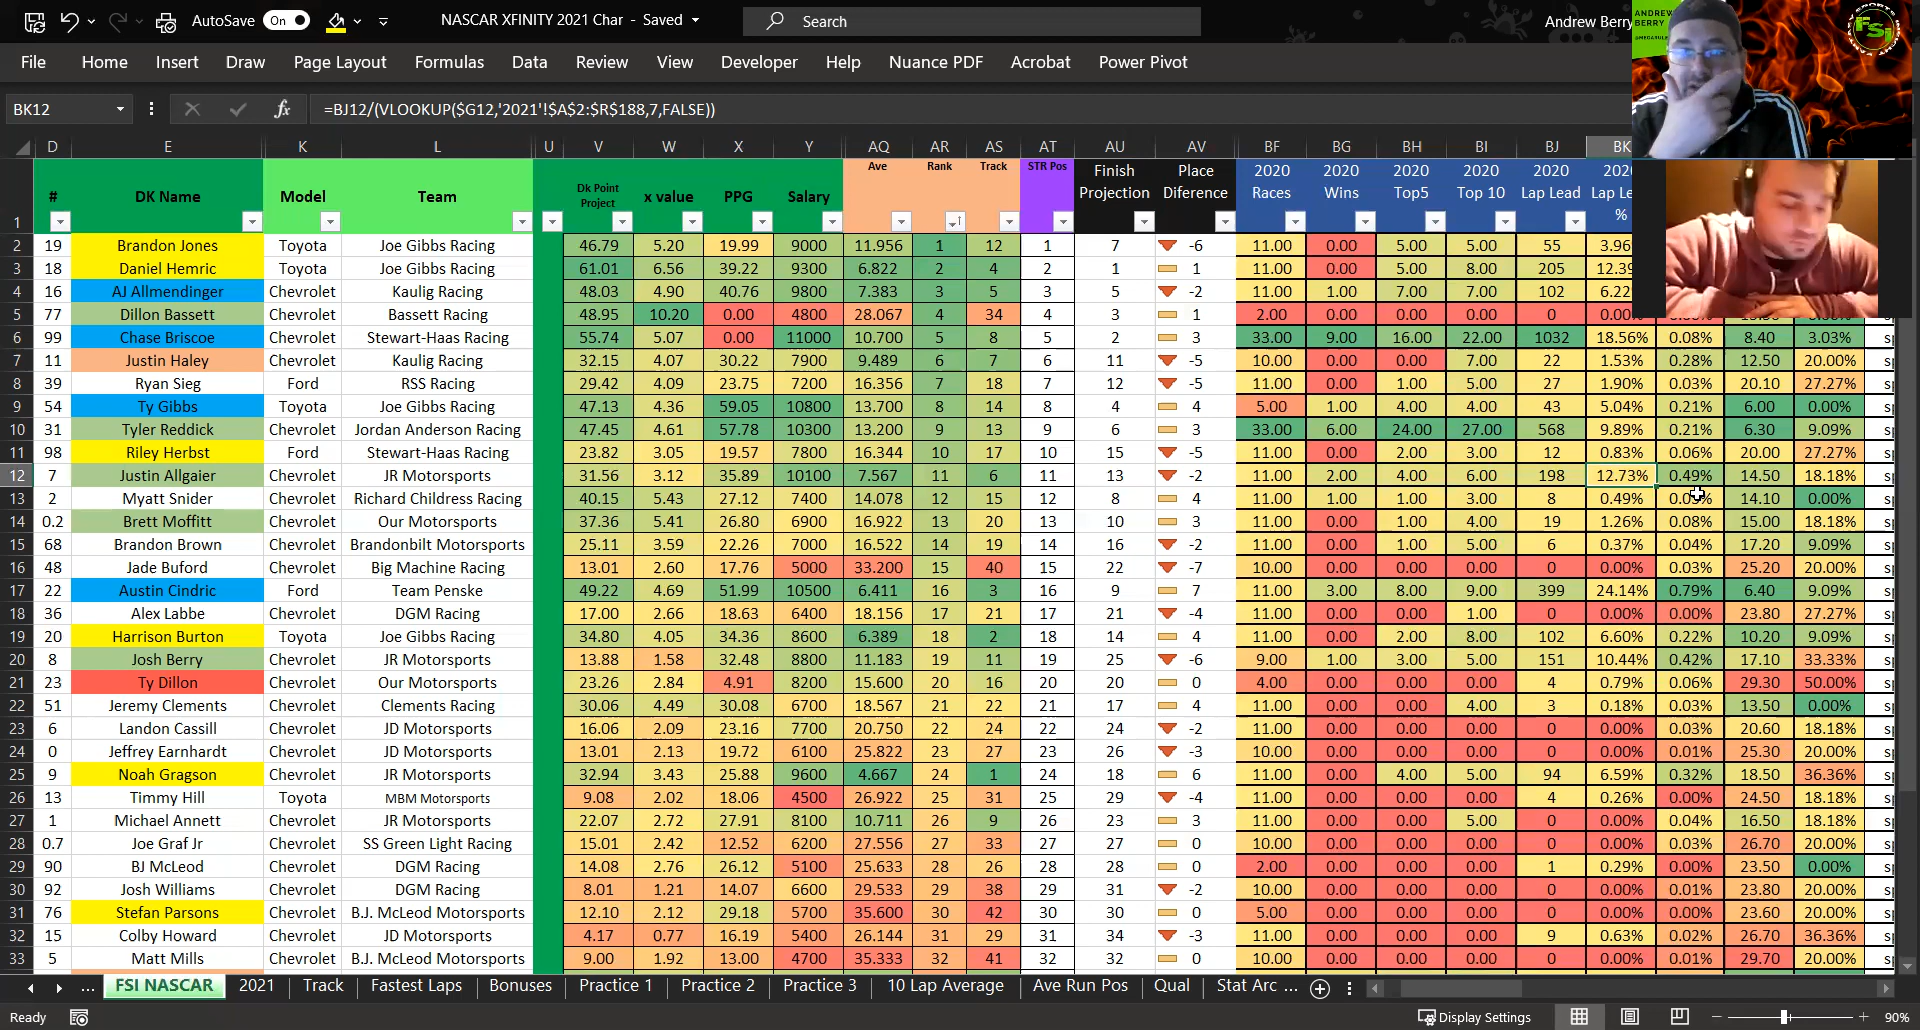 AutoSave On NASCAR XFINITY 2021 Char - Saved Search Andrew Berry
File Home Insert Draw Page Layout Formulas Data Review View Developer Help Nuance PDF Acrobat Power Pivot
BK12 fx =BJ12/(VLOOKUP($G12,'2021'!$A$2:$R$188,7,FALSE))
ANDREW BERRY
FSi
D E K L U V W X Y AQ AR AS AT AU AV BF BG BH BI BJ BK
1 # DK Name Model Team Dk Point Project x value PPG Salary Ave Rank Track STR Pos Finish Projection Place Diference 2020 Races 2020 Wins 2020 Top5 2020 Top 10 2020 Lap Lead 202 Lap Le %
2 19 Brandon Jones Toyota Joe Gibbs Racing 46.79 5.20 19.99 9000 11.956 1 12 1 7 -6 11.00 0.00 5.00 5.00 55 3.96
3 18 Daniel Hemric Toyota Joe Gibbs Racing 61.01 6.56 39.22 9300 6.822 2 4 2 1 1 11.00 0.00 5.00 8.00 205 12.39
4 16 AJ Allmendinger Chevrolet Kaulig Racing 48.03 4.90 40.76 9800 7.383 3 5 3 5 -2 11.00 1.00 7.00 7.00 102 6.22
5 77 Dillon Bassett Chevrolet Bassett Racing 48.95 10.20 0.00 4800 28.067 4 34 4 3 1 2.00 0.00 0.00 0.00 0 0.00
6 99 Chase Briscoe Chevrolet Stewart-Haas Racing 55.74 5.07 0.00 11000 10.700 5 8 5 2 3 33.00 9.00 16.00 22.00 1032 18.56% 0.08% 8.40 3.03% sp
7 11 Justin Haley Chevrolet Kaulig Racing 32.15 4.07 30.22 7900 9.489 6 7 6 11 -5 10.00 0.00 0.00 7.00 22 1.53% 0.28% 12.50 20.00% sp
8 39 Ryan Sieg Ford RSS Racing 29.42 4.09 23.75 7200 16.356 7 18 7 12 -5 11.00 0.00 1.00 5.00 27 1.90% 0.03% 20.10 27.27% sp
9 54 Ty Gibbs Toyota Joe Gibbs Racing 47.13 4.36 59.05 10800 13.700 8 14 8 4 4 5.00 1.00 4.00 4.00 43 5.04% 0.21% 6.00 0.00% sp
10 31 Tyler Reddick Chevrolet Jordan Anderson Racing 47.45 4.61 57.78 10300 13.200 9 13 9 6 3 33.00 6.00 24.00 27.00 568 9.89% 0.21% 6.30 9.09% sp
11 98 Riley Herbst Ford Stewart-Haas Racing 23.82 3.05 19.57 7800 16.344 10 17 10 15 -5 11.00 0.00 2.00 3.00 12 0.83% 0.06% 20.00 27.27% sp
12 7 Justin Allgaier Chevrolet JR Motorsports 31.56 3.12 35.89 10100 7.567 11 6 11 13 -2 11.00 2.00 4.00 6.00 198 12.73% 0.49% 14.50 18.18% sp
13 2 Myatt Snider Chevrolet Richard Childress Racing 40.15 5.43 27.12 7400 14.078 12 15 12 8 4 11.00 1.00 1.00 3.00 8 0.49% 14.10 0.00% sp
14 0.2 Brett Moffitt Chevrolet Our Motorsports 37.36 5.41 26.80 6900 16.922 13 20 13 10 3 11.00 0.00 1.00 4.00 19 1.26% 0.08% 15.00 18.18% sp
15 68 Brandon Brown Chevrolet Brandonbilt Motorsports 25.11 3.59 22.26 7000 16.522 14 19 14 16 -2 11.00 0.00 1.00 5.00 6 0.37% 0.04% 17.20 9.09% sp
16 48 Jade Buford Chevrolet Big Machine Racing 13.01 2.60 17.76 5000 33.200 15 40 15 22 -7 10.00 0.00 0.00 0.00 0 0.00% 0.03% 25.20 20.00% sp
17 22 Austin Cindric Ford Team Penske 49.22 4.69 51.99 10500 6.411 16 3 16 9 7 11.00 3.00 8.00 9.00 399 24.14% 0.79% 6.40 9.09% sp
18 36 Alex Labbe Chevrolet DGM Racing 17.00 2.66 18.63 6400 18.156 17 21 17 21 -4 11.00 0.00 0.00 1.00 0 0.00% 0.00% 23.80 27.27% sp
19 20 Harrison Burton Toyota Joe Gibbs Racing 34.80 4.05 34.36 8600 6.389 18 2 18 14 4 11.00 0.00 2.00 8.00 102 6.60% 0.22% 10.20 9.09% sp
20 8 Josh Berry Chevrolet JR Motorsports 13.88 1.58 32.48 8800 11.183 19 11 19 25 -6 9.00 1.00 3.00 5.00 151 10.44% 0.42% 17.10 33.33% sp
21 23 Ty Dillon Chevrolet Our Motorsports 23.26 2.84 4.91 8200 15.600 20 16 20 20 0 4.00 0.00 0.00 0.00 4 0.79% 0.06% 29.30 50.00% sp
22 51 Jeremy Clements Chevrolet Clements Racing 30.06 4.49 30.08 6700 18.567 21 22 21 17 4 11.00 0.00 0.00 4.00 3 0.18% 0.03% 13.50 0.00% sp
23 6 Landon Cassill Chevrolet JD Motorsports 16.06 2.09 23.16 7700 20.750 22 24 22 24 -2 11.00 0.00 0.00 0.00 0 0.00% 0.03% 20.60 18.18% sp
24 0 Jeffrey Earnhardt Chevrolet JD Motorsports 13.01 2.13 19.72 6100 25.822 23 27 23 26 -3 10.00 0.00 0.00 0.00 0 0.00% 0.01% 25.30 20.00% sp
25 9 Noah Gragson Chevrolet JR Motorsports 32.94 3.43 25.88 9600 4.667 24 1 24 18 6 11.00 0.00 4.00 5.00 94 6.59% 0.32% 18.50 36.36% sp
26 13 Timmy Hill Toyota MBM Motorsports 9.08 2.02 18.06 4500 26.922 25 31 25 29 -4 11.00 0.00 0.00 0.00 4 0.26% 0.00% 24.50 18.18% sp
27 1 Michael Annett Chevrolet JR Motorsports 22.07 2.72 27.91 8100 10.711 26 9 26 23 3 11.00 0.00 0.00 5.00 0 0.00% 0.04% 16.50 18.18% sp
28 0.7 Joe Graf Jr Chevrolet SS Green Light Racing 15.01 2.42 12.52 6200 27.556 27 33 27 27 0 10.00 0.00 0.00 0.00 0 0.00% 0.03% 26.70 20.00% sp
29 90 BJ McLeod Chevrolet DGM Racing 14.08 2.76 26.12 5100 25.633 28 26 28 28 0 2.00 0.00 0.00 0.00 1 0.29% 0.00% 23.50 0.00% sp
30 92 Josh Williams Chevrolet DGM Racing 8.01 1.21 14.07 6600 29.533 29 38 29 31 -2 10.00 0.00 0.00 0.00 0 0.00% 0.01% 23.80 20.00% sp
31 76 Stefan Parsons Chevrolet B.J. McLeod Motorsports 12.10 2.12 29.18 5700 35.600 30 42 30 30 0 5.00 0.00 0.00 0.00 0 0.00% 0.00% 23.60 20.00% sp
32 15 Colby Howard Chevrolet JD Motorsports 4.17 0.77 16.19 5400 26.144 31 29 31 34 -3 11.00 0.00 0.00 0.00 9 0.63% 0.02% 26.70 36.36% sp
33 5 Matt Mills Chevrolet B.J. McLeod Motorsports 9.00 1.92 13.00 4700 35.333 32 41 32 32 0 10.00 0.00 0.00 0.00 0 0.00% 0.01% 29.70 20.00% sp
... FSI NASCAR 2021 Track Fastest Laps Bonuses Practice 1 Practice 2 Practice 3 10 Lap Average Ave Run Pos Qual Stat Arc ...
Ready Display Settings 90%